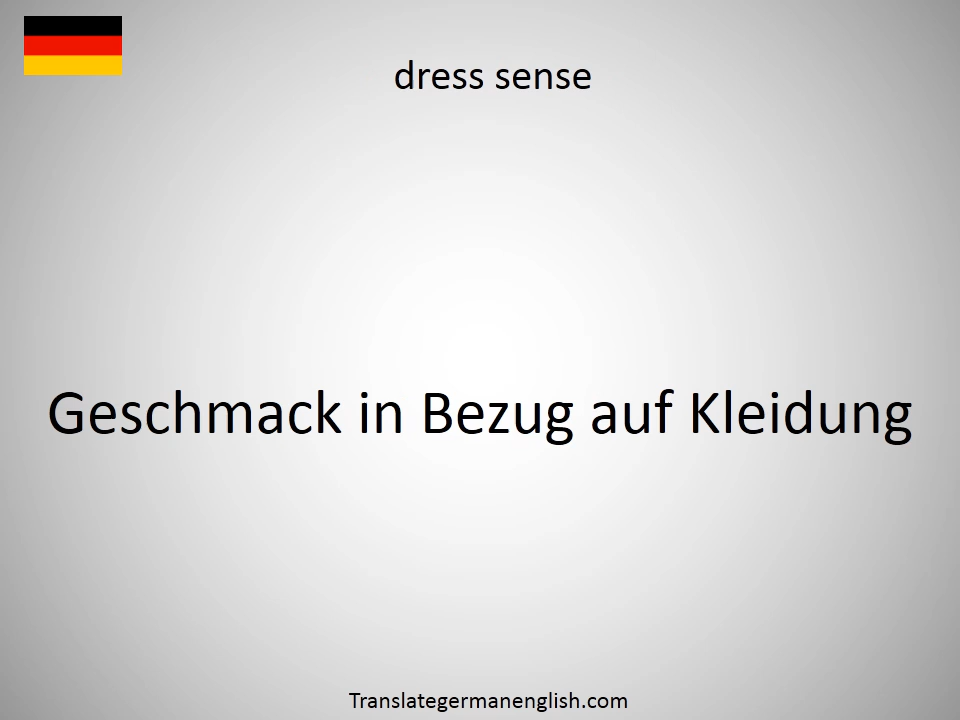 dress sense
Geschmack in Bezug auf Kleidung
Translategermanenglish.com